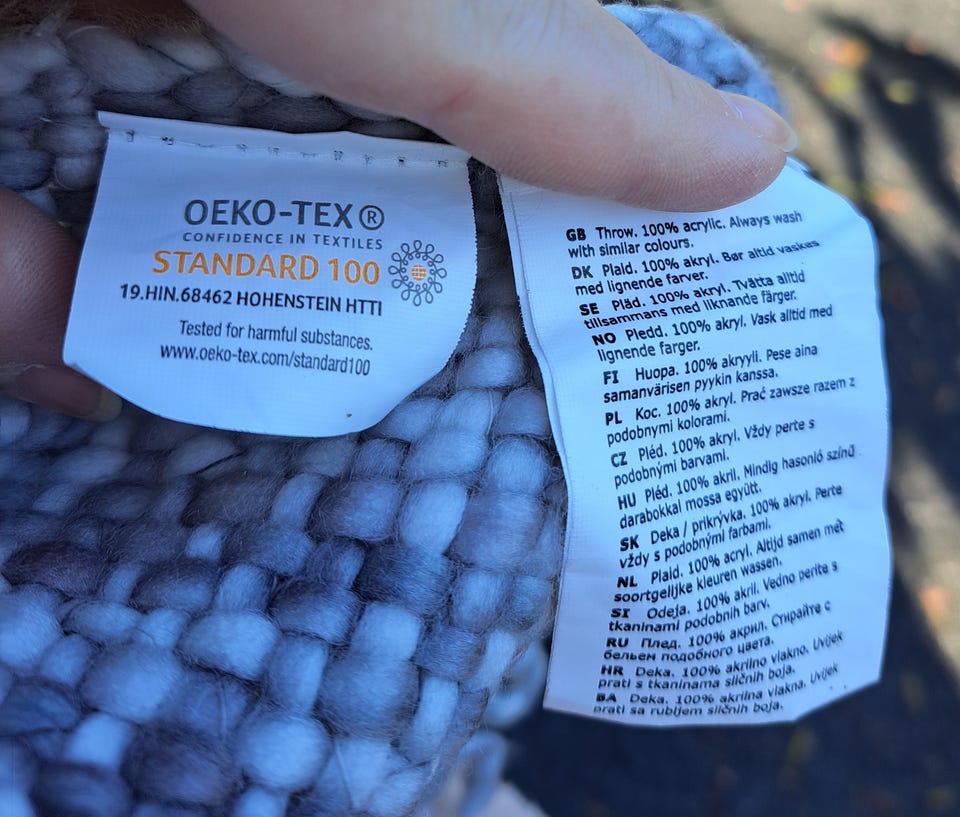 OEKO-TEX®
CONFIDENCE IN TEXTILES
STANDARD 100
19.HIN.68462 HOHENSTEIN HTTI
Tested for harmful substances.
www.oeko-tex.com/standard100
GB Throw. 100% acrylic. Always wash
with similar colours.
DK Plaid. 100% akryl. Bør altid vaskes
med lignende farver.
SE Pläd. 100% akryl. Tvätta alltid
tillsammans med liknande färger.
NO Pledd. 100% akryl. Vask alltid med
lignende farger.
FI Huopa. 100% akryyli. Pese aina
samanvärisen pyykin kanssa.
PL Koc. 100% akryl. Prać zawsze razem z
podobnymi kolorami.
CZ Pléd. 100% akryl. Vždy perte s
podobnými barvami.
HU Pléd. 100% akril. Mindig hasonló színű
darabokkal mossa együtt.
SK Deka / prikrývka. 100% akryl. Perte
vždy s podobnými farbami.
NL Plaid. 100% acryl. Altijd samen met
soortgelijke kleuren wassen.
SI Odeja. 100% akril. Vedno perite s
tkaninami podobnih barv.
RU Плед. 100% акрил. Стирайте с
бельем подобного цвета.
HR Deka. 100% akrilno vlakno. Uvijek
prati s tkaninama sličnih boja.
BA Deka. 100% akrilna vlakna. Uvijek
prati sa rubljem sličnih boja.